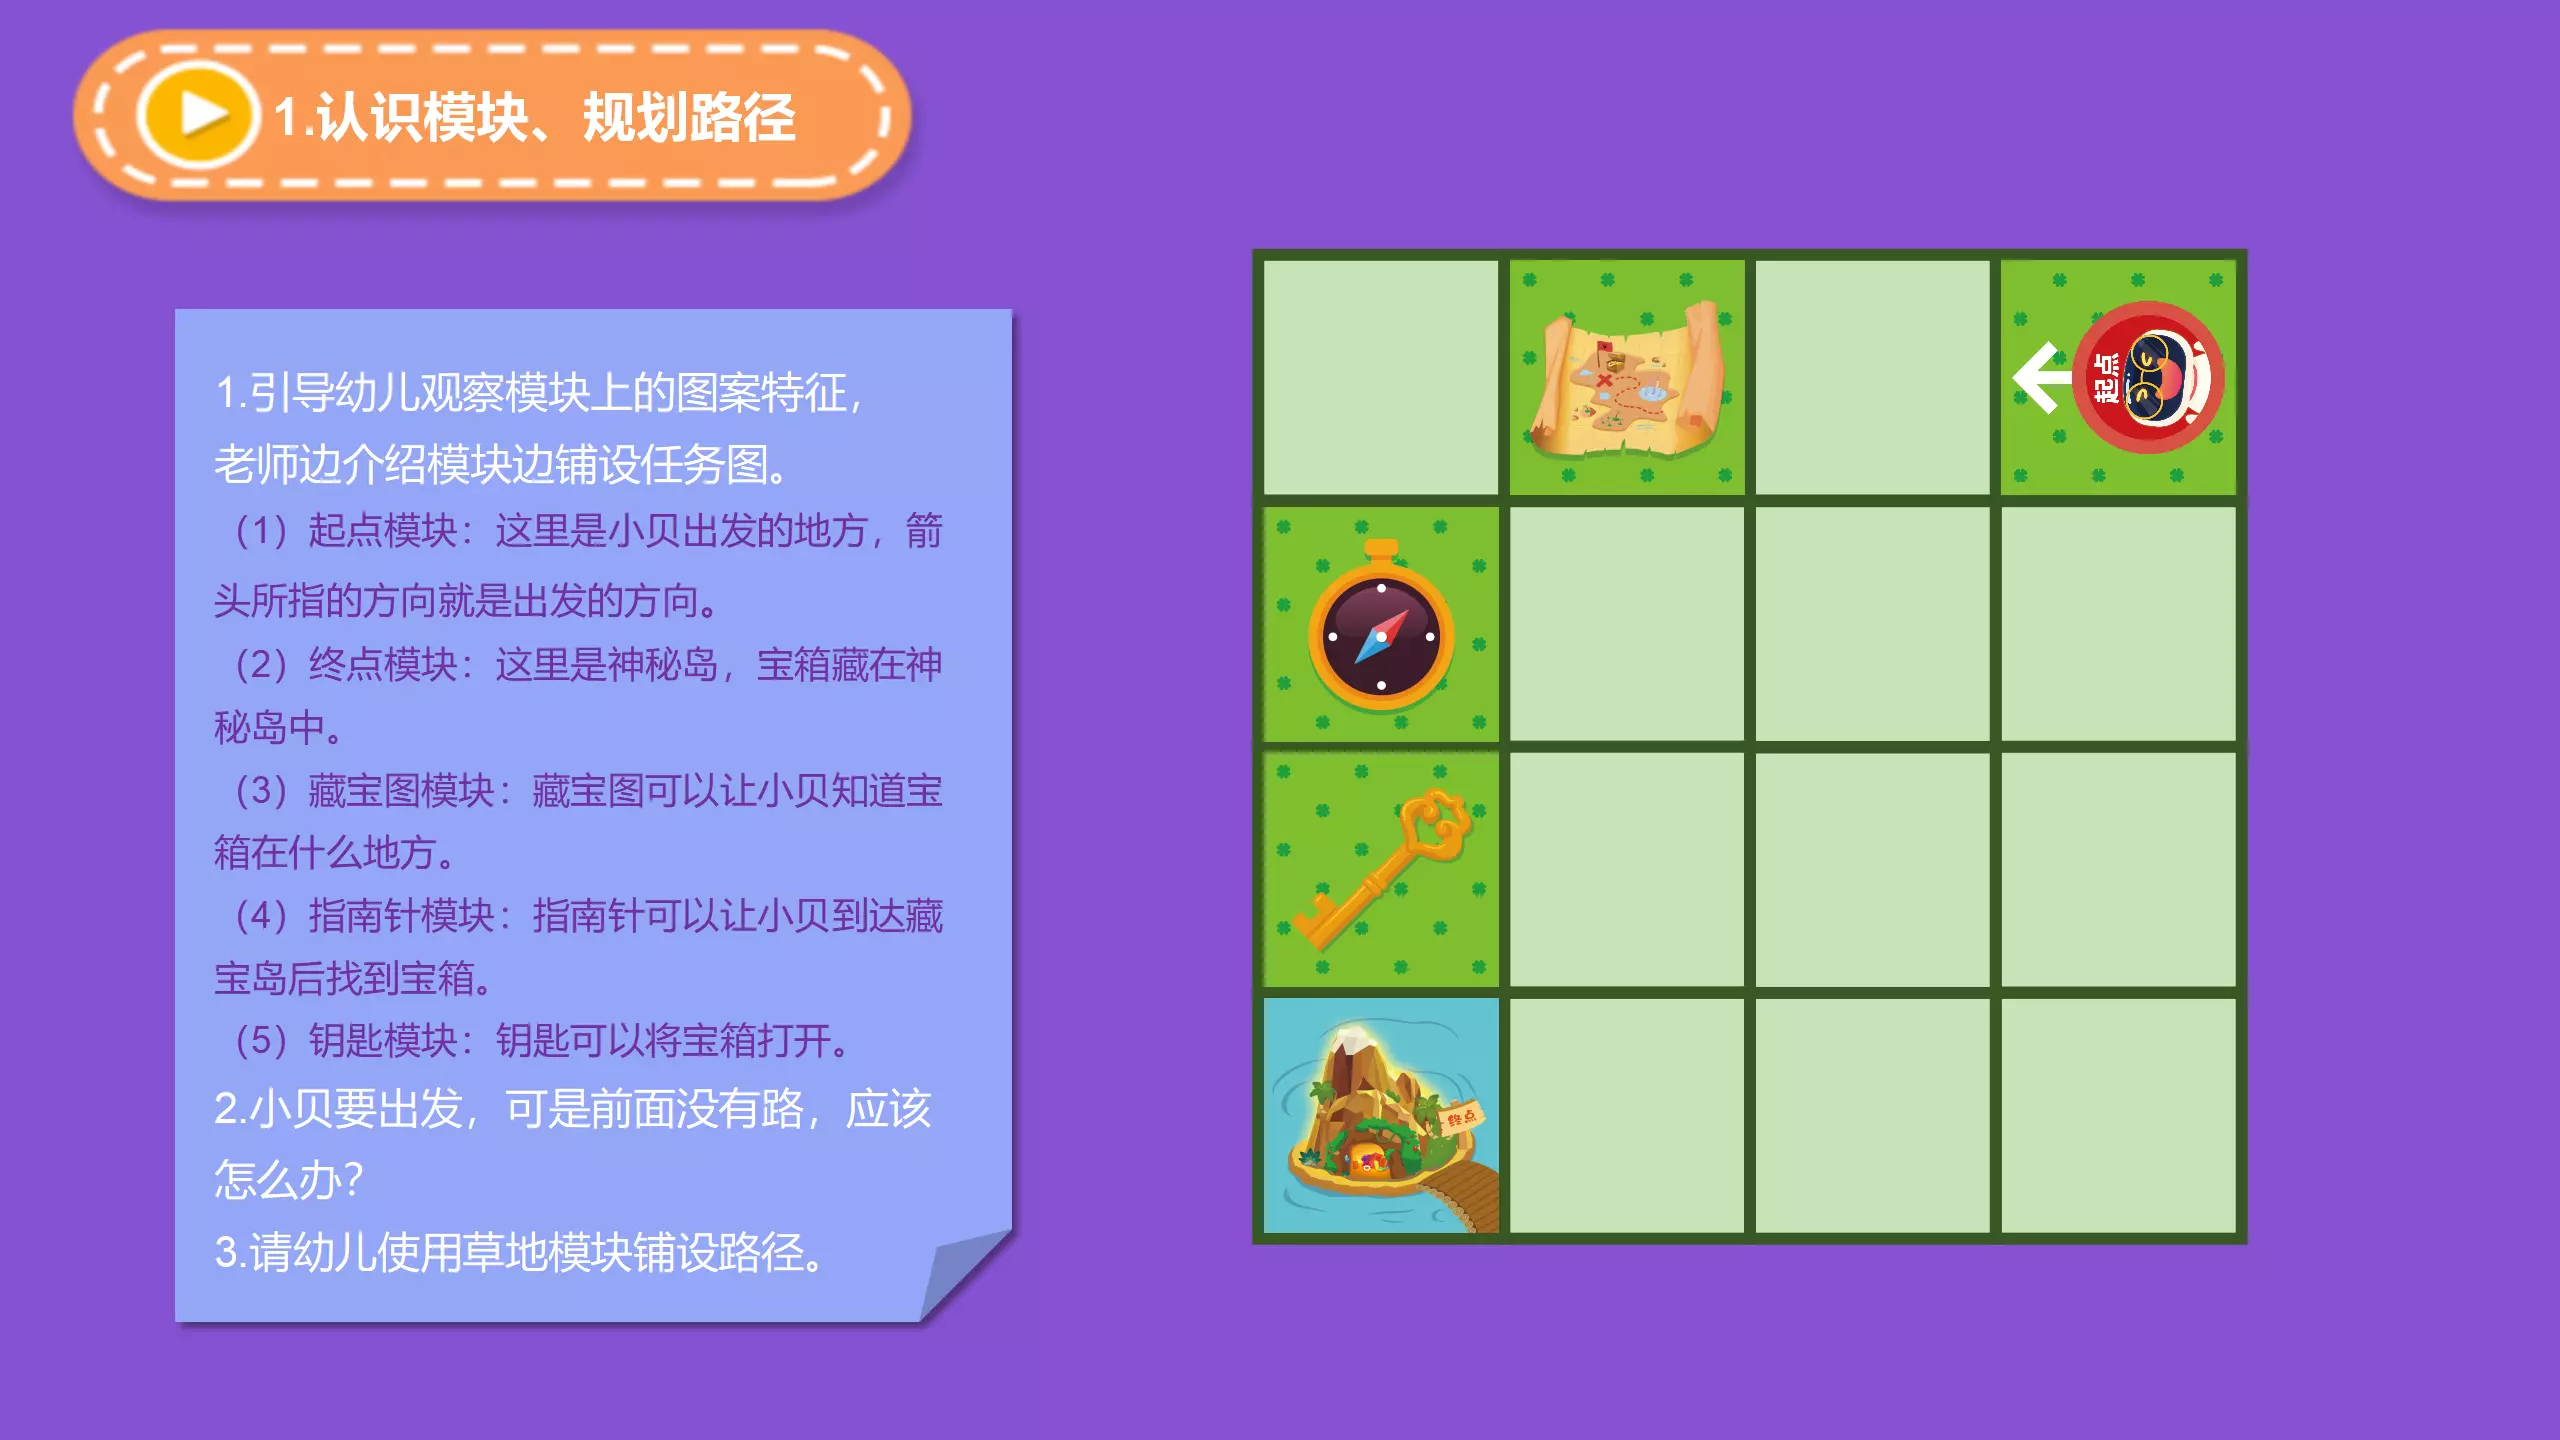 1.认识模块、规划路径
1.引导幼儿观察模块上的图案特征，
老师边介绍模块边铺设任务图。
（1）起点模块：这里是小贝出发的地方，箭
头所指的方向就是出发的方向。
（2）终点模块：这里是神秘岛，宝箱藏在神
秘岛中。
（3）藏宝图模块：藏宝图可以让小贝知道宝
箱在什么地方。
（4）指南针模块：指南针可以让小贝到达藏
宝岛后找到宝箱。
（5）钥匙模块：钥匙可以将宝箱打开。
2.小贝要出发，可是前面没有路，应该
怎么办？
3.请幼儿使用草地模块铺设路径。
起点
终点